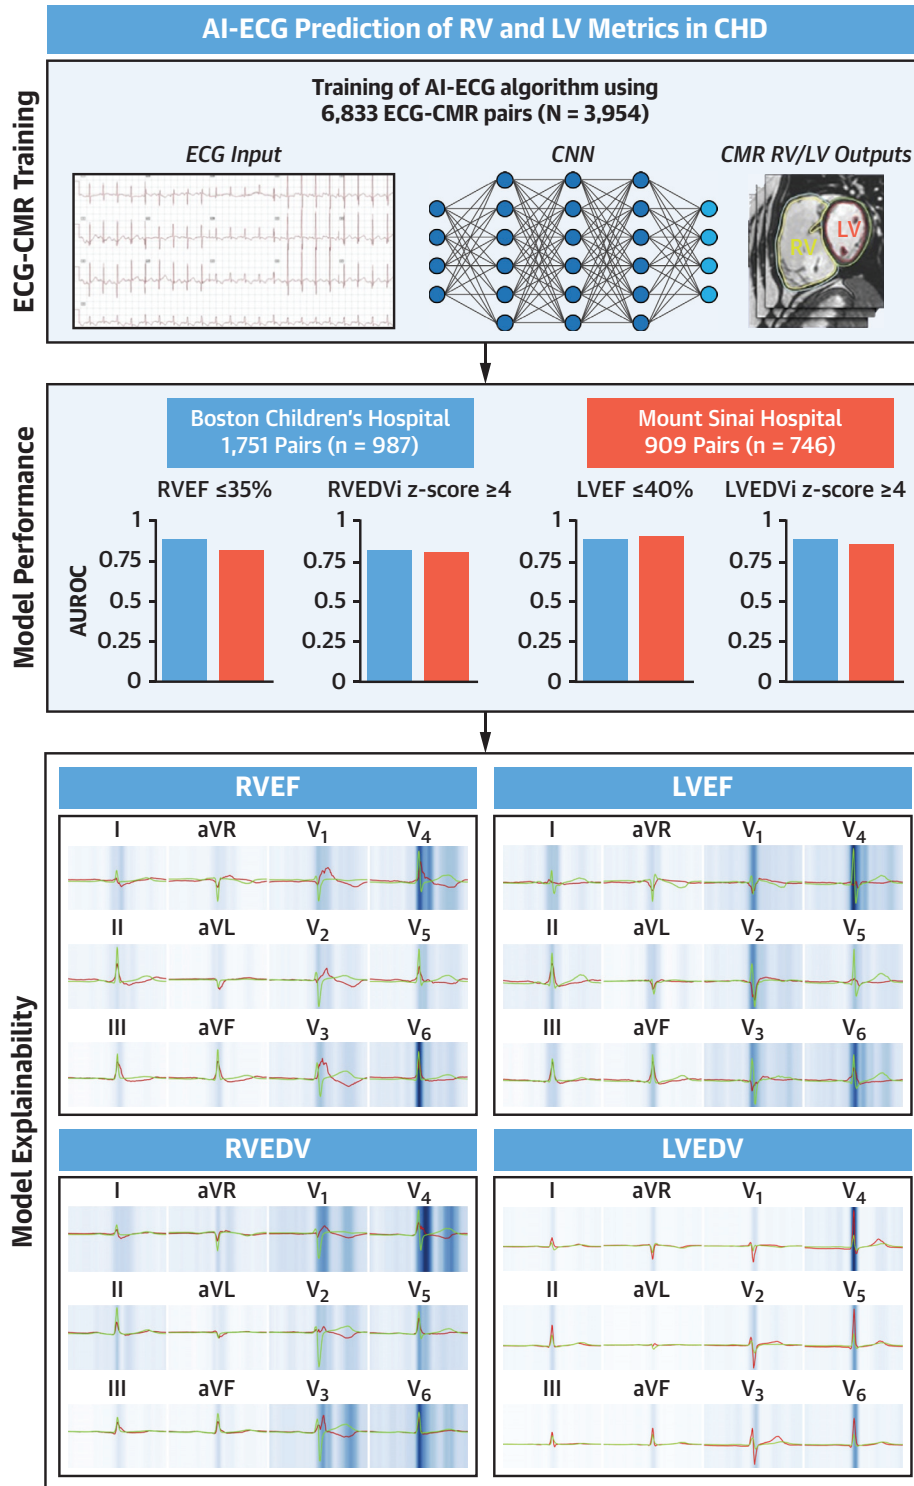 AI-ECG Prediction of RV and LV Metrics in CHD
ECG-CMR Training
Training of AI-ECG algorithm using
6,833 ECG-CMR pairs (N = 3,954)
ECG Input
CNN
CMR RV/LV Outputs
RV
LV
Model Performance
Boston Children's Hospital
1,751 Pairs (n = 987)
Mount Sinai Hospital
909 Pairs (n = 746)
RVEF ≤35%
RVEDVi z-score ≥4
LVEF ≤40%
LVEDVi z-score ≥4
AUROC
1
0.75
0.5
0.25
0
1
0.75
0.5
0.25
0
1
0.75
0.5
0.25
0
1
0.75
0.5
0.25
0
Model Explainability
RVEF
I aVR V1 V4
II aVL V2 V5
III aVF V3 V6
LVEF
I aVR V1 V4
II aVL V2 V5
III aVF V3 V6
RVEDV
I aVR V1 V4
II aVL V2 V5
III aVF V3 V6
LVEDV
I aVR V1 V4
II aVL V2 V5
III aVF V3 V6